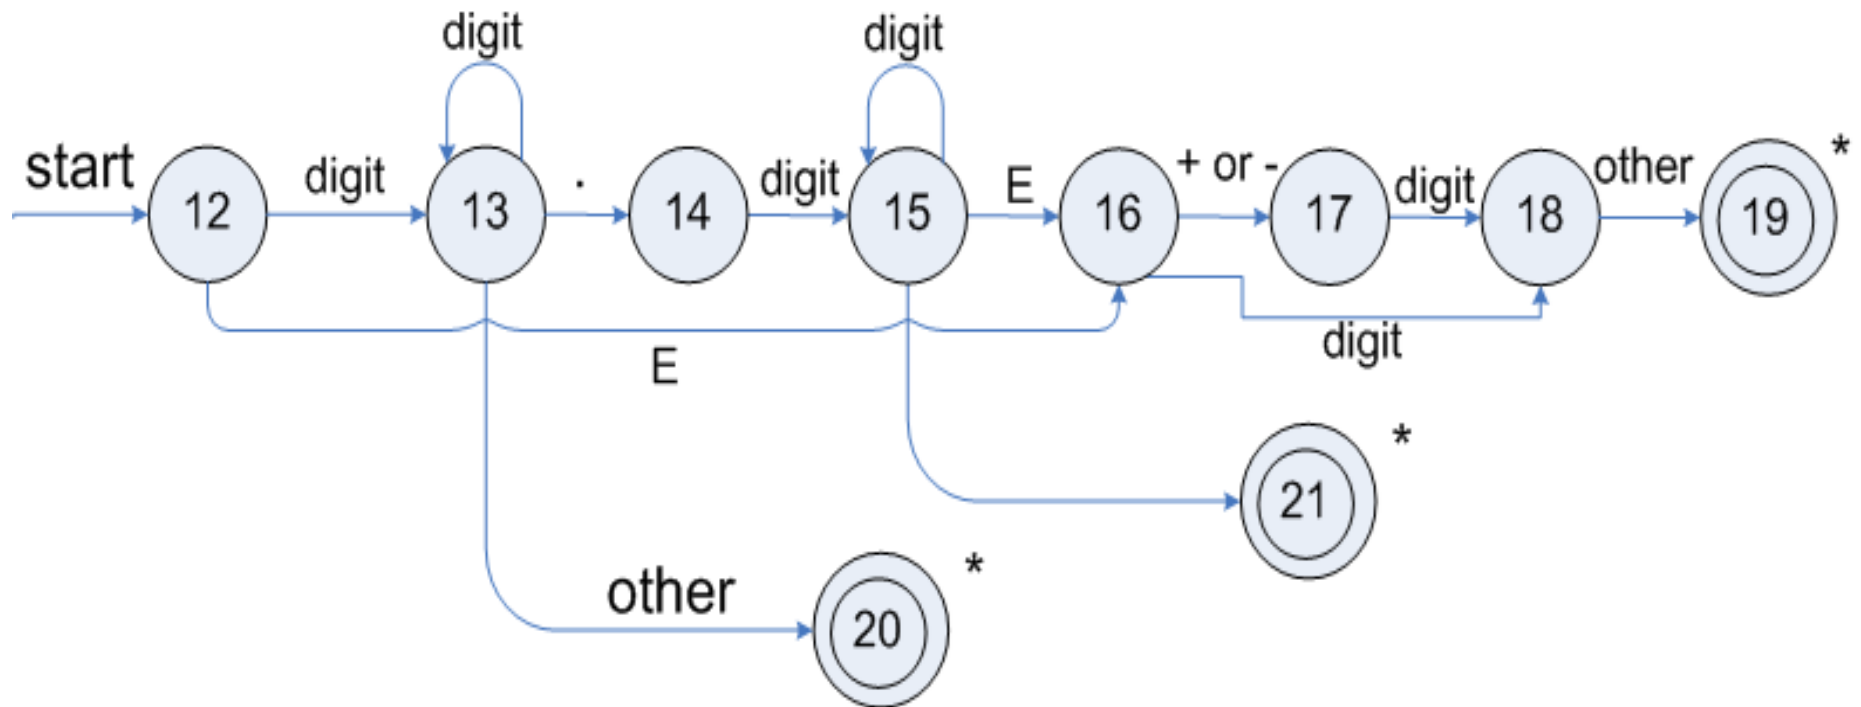 digit digit
start digit . digit E + or - digit other *
12 13 14 15 16 17 18 19
E digit
*
21
other *
20